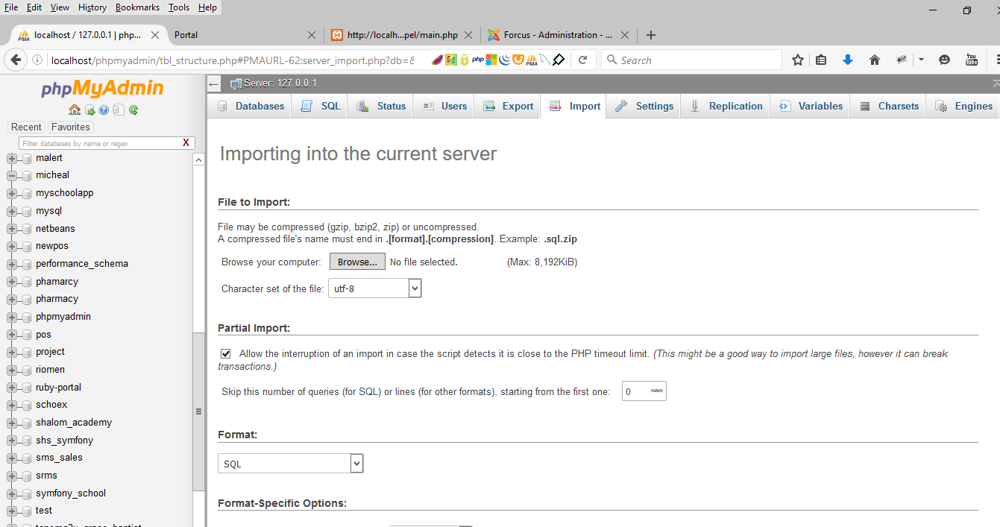 File Edit View History Bookmarks Tools Help
localhost / 127.0.0.1 | php... Portal http://localh...pel/main.php Forcus - Administration - ...
localhost/phpmyadmin/tbl_structure.php#PMAURL-62:server_import.php?db=& Search
phpMyAdmin
Recent Favorites
Filter databases by name or regex X
malert
micheal
myschoolapp
mysql
netbeans
newpos
performance_schema
phamarcy
pharmacy
phpmyadmin
pos
project
riomen
ruby-portal
schoex
shalom_academy
shs_symfony
sms_sales
srms
symfony_school
test
Server: 127.0.0.1
Databases SQL Status Users Export Import Settings Replication Variables Charsets Engines
Importing into the current server
File to Import:
File may be compressed (gzip, bzip2, zip) or uncompressed.
A compressed file's name must end in .[format].[compression]. Example: .sql.zip
Browse your computer: Browse... No file selected. (Max: 8,192KiB)
Character set of the file: utf-8
Partial Import:
Allow the interruption of an import in case the script detects it is close to the PHP timeout limit. (This might be a good way to import large files, however it can break
transactions.)
Skip this number of queries (for SQL) or lines (for other formats), starting from the first one: 0
Format:
SQL
Format-Specific Options: